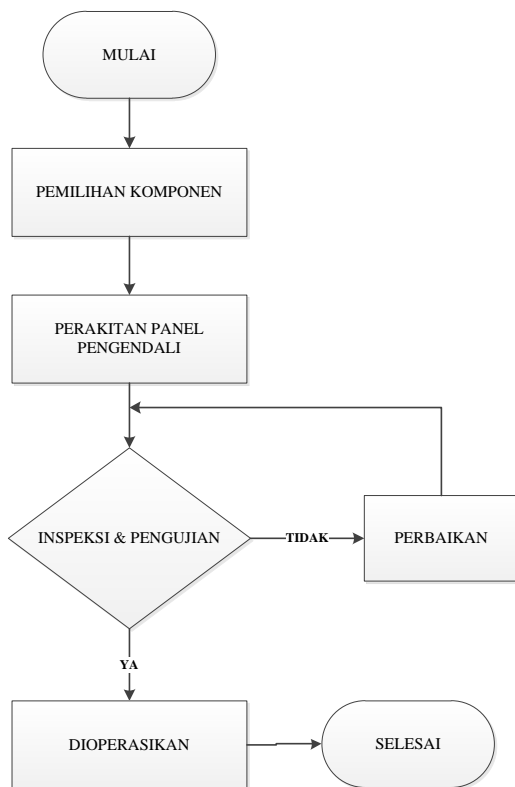 MULAI
PEMILIHAN KOMPONEN
PERAKITAN PANEL
PENGENDALI
INSPEKSI & PENGUJIAN
TIDAK
PERBAIKAN
YA
DIOPERASIKAN
SELESAI